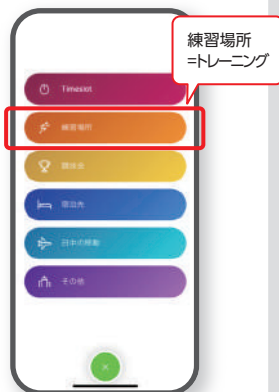 練習場所
=トレーニング
Timeslot
練習場所
競技会
宿泊先
日中の移動
その他